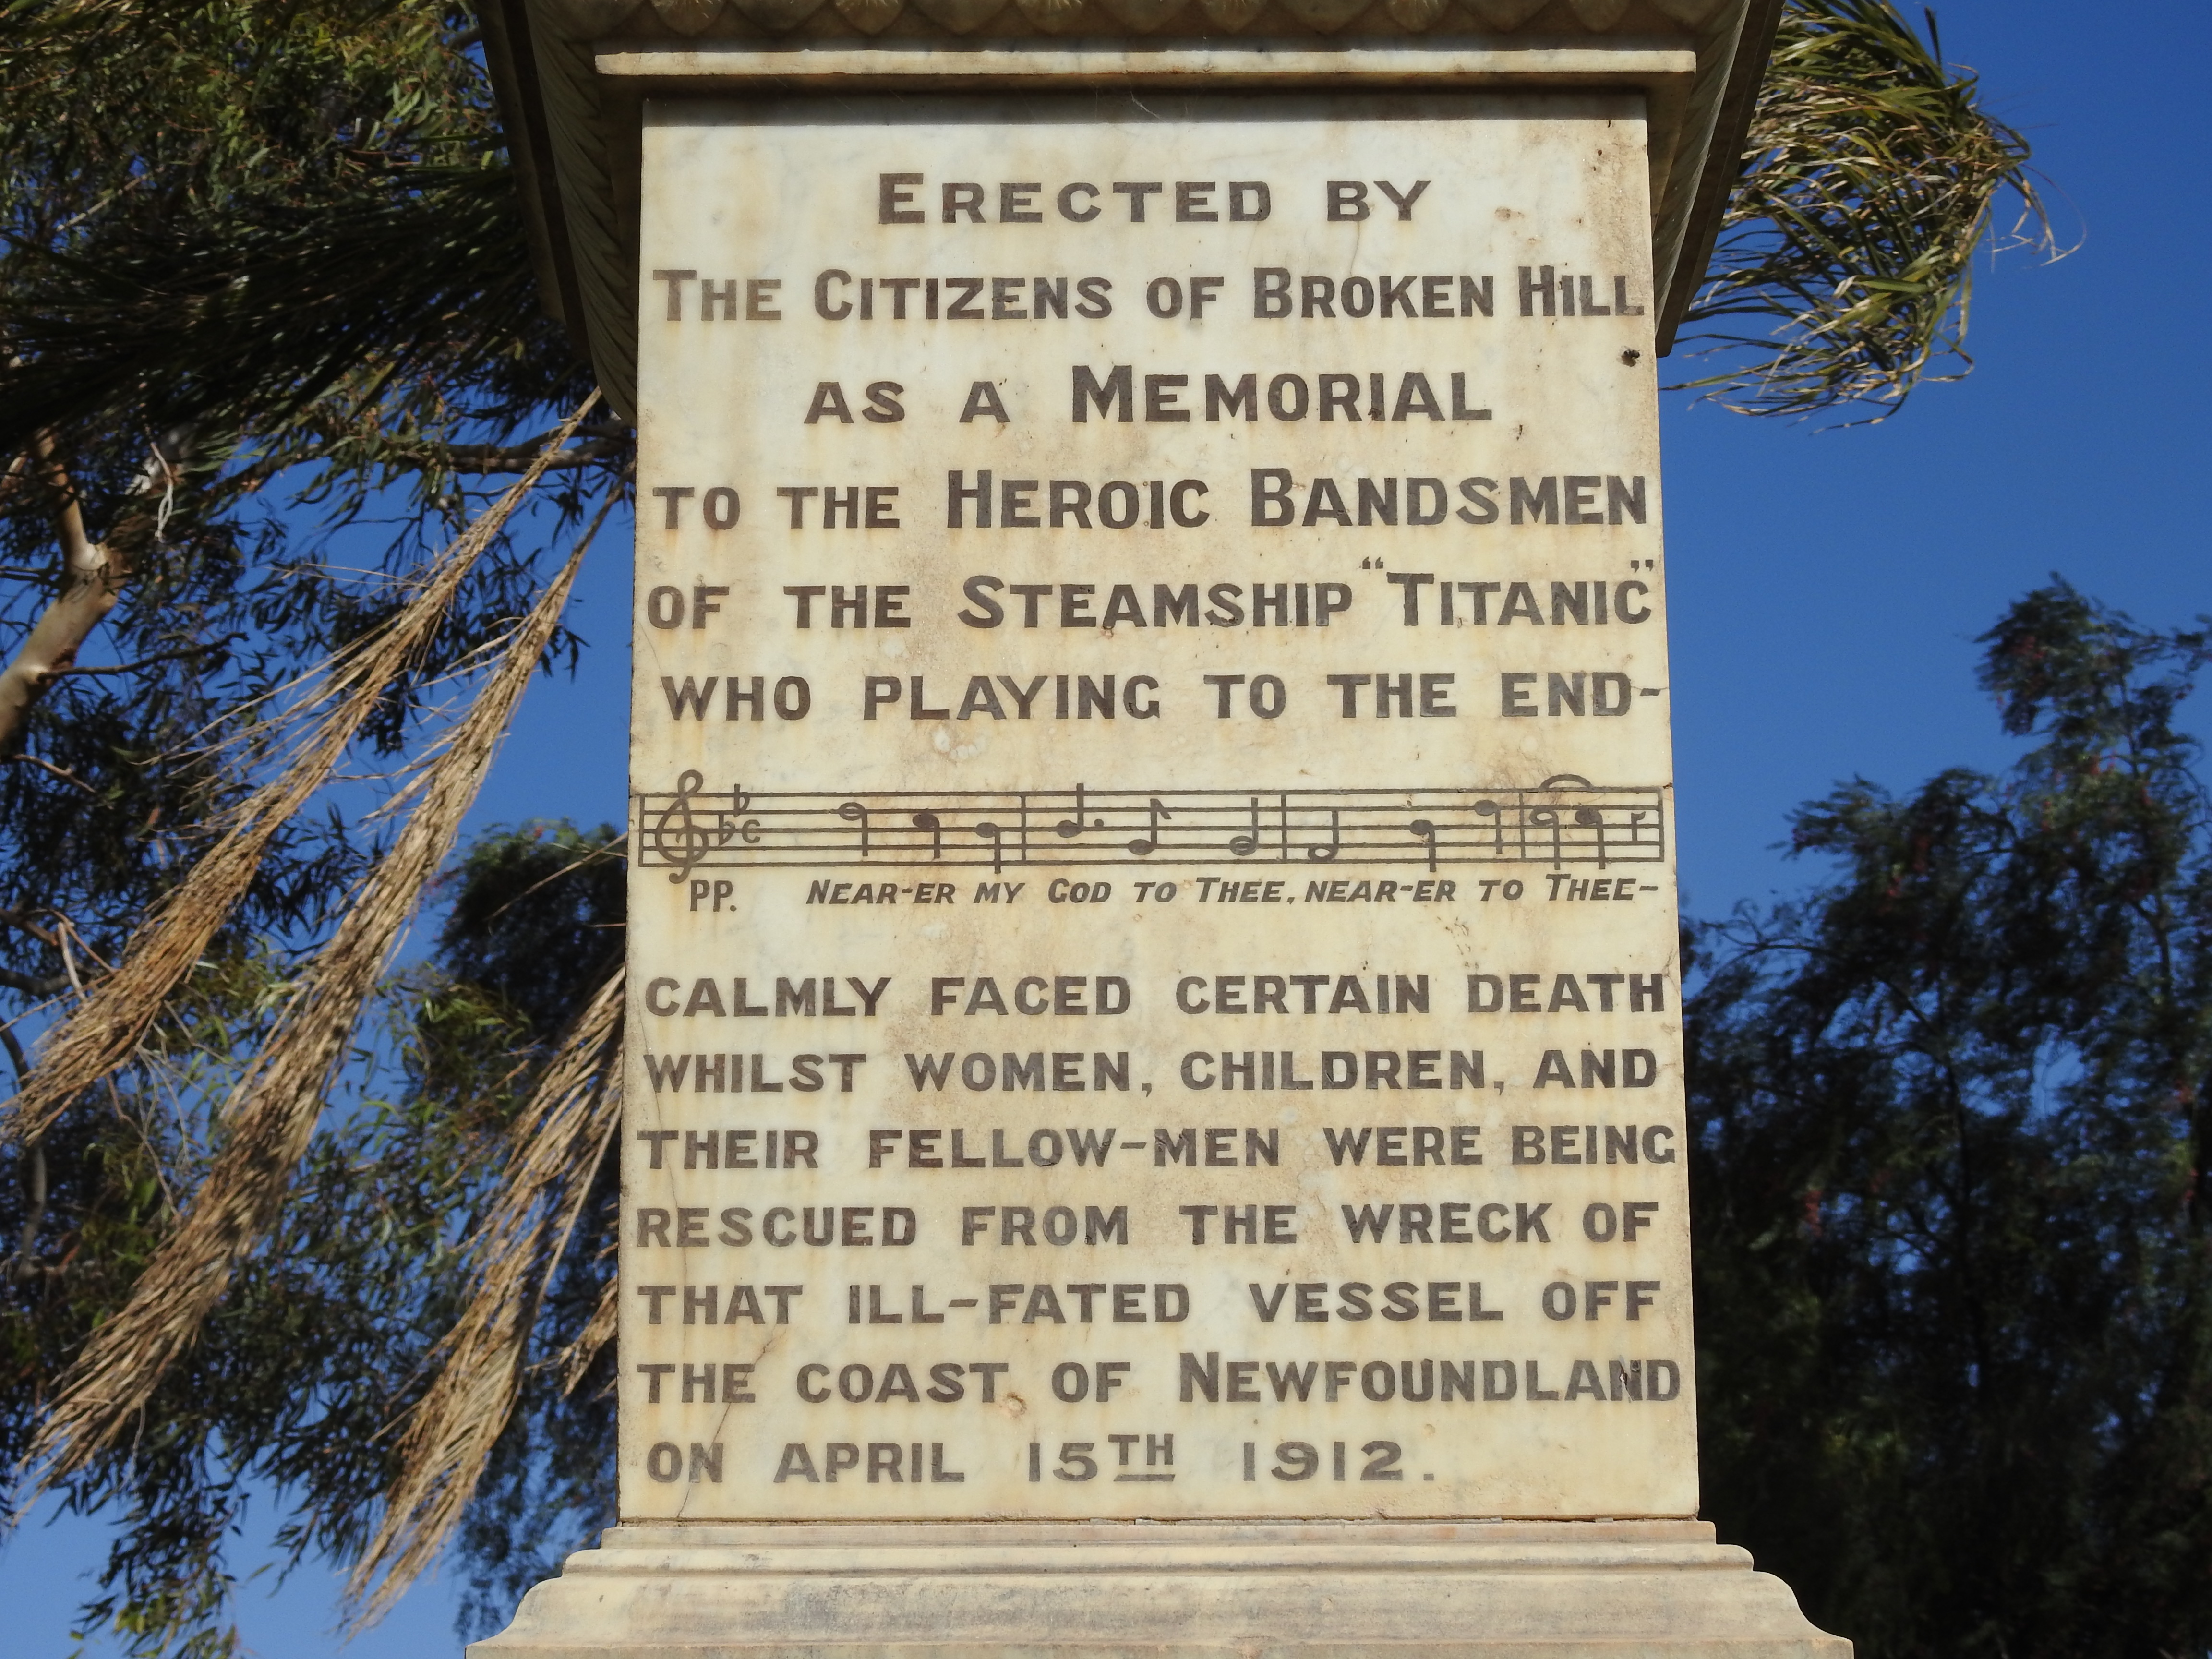 ERECTED BY
THE CITIZENS OF BROKEN HILL
AS A MEMORIAL
TO THE HEROIC BANDSMEN
OF THE STEAMSHIP "TITANIC"
WHO PLAYING TO THE END-
PP. NEAR-ER MY GOD TO THEE, NEAR-ER TO THEE-
CALMLY FACED CERTAIN DEATH
WHILST WOMEN, CHILDREN, AND
THEIR FELLOW-MEN WERE BEING
RESCUED FROM THE WRECK OF
THAT ILL-FATED VESSEL OFF
THE COAST OF NEWFOUNDLAND
ON APRIL 15TH 1912.